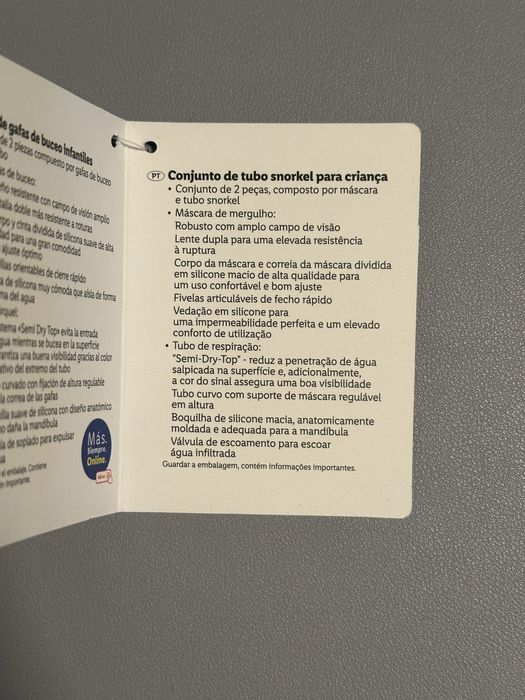 de gafas de buceo infantiles
de 2 piezas compuesto por gafas de buceo
as de buceo:
resistente con campo de visión amplio
talla doble más resistente a roturas
y cinta dividida de silicona suave de alta
para una gran comodidad
ajuste óptimo
orientables de cierre rápido
de silicona muy cómoda que aísla de forma
del agua
«Semi Dry Top» evita la entrada
mientras se bucea en la superficie
una buena visibilidad gracias al color
del extremo del tubo
curvado con fijación de altura regulable
la correa de las gafas
suave de silicona con diseño anatómico
no daña la mandíbula
de soplado para expulsar
el embalaje. Contiene
importante.
Más.
Siempre.
Online.
PT Conjunto de tubo snorkel para criança
• Conjunto de 2 peças, composto por máscara
e tubo snorkel
• Máscara de mergulho:
Robusto com amplo campo de visão
Lente dupla para uma elevada resistência
à ruptura
Corpo da máscara e correia da máscara dividida
em silicone macio de alta qualidade para
um uso confortável e bom ajuste
Fivelas articuláveis de fecho rápido
Vedação em silicone para
uma impermeabilidade perfeita e um elevado
conforto de utilização
• Tubo de respiração:
"Semi-Dry-Top" - reduz a penetração de água
salpicada na superfície e, adicionalmente,
a cor do sinal assegura uma boa visibilidade
Tubo curvo com suporte de máscara regulável
em altura
Boquilha de silicone macia, anatomicamente
moldada e adequada para a mandíbula
Válvula de escoamento para escoar
água infiltrada
Guardar a embalagem, contém informações importantes.